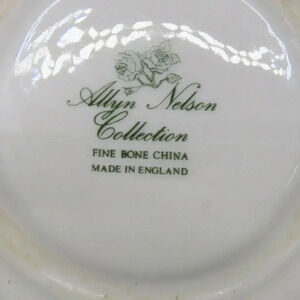 Allyn Nelson
Collection
FINE BONE CHINA
MADE IN ENGLAND